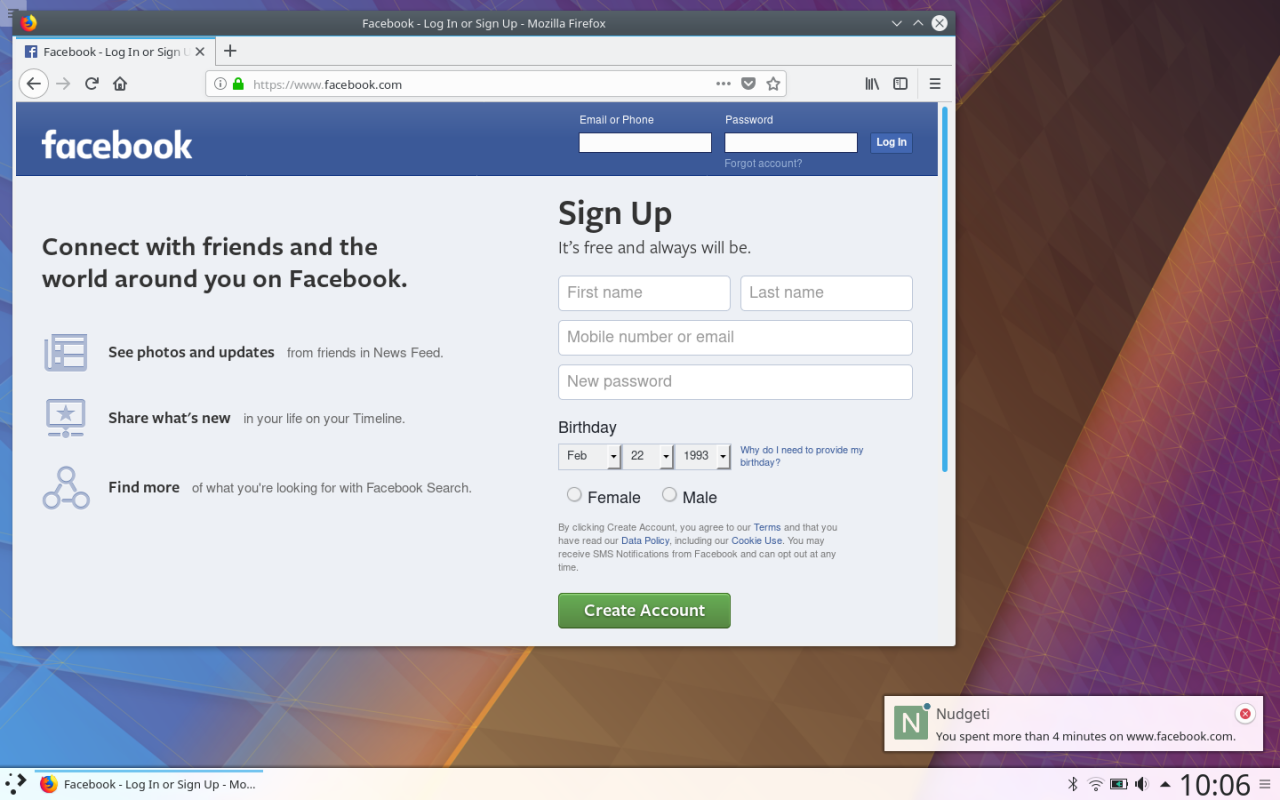 Facebook - Log In or Sign Up - Mozilla Firefox
Facebook - Log In or Sign U
https://www.facebook.com
facebook
Email or Phone
Password
Log In
Forgot account?
Connect with friends and the
world around you on Facebook.
See photos and updates from friends in News Feed.
Share what's new in your life on your Timeline.
Find more of what you're looking for with Facebook Search.
Sign Up
It's free and always will be.
First name
Last name
Mobile number or email
New password
Birthday
Feb 22 1993
Why do I need to provide my
birthday?
Female Male
By clicking Create Account, you agree to our Terms and that you
have read our Data Policy, including our Cookie Use. You may
receive SMS Notifications from Facebook and can opt out at any
time.
Create Account
N
Nudgeti
You spent more than 4 minutes on www.facebook.com.
Facebook - Log In or Sign Up - Mo...
10:06